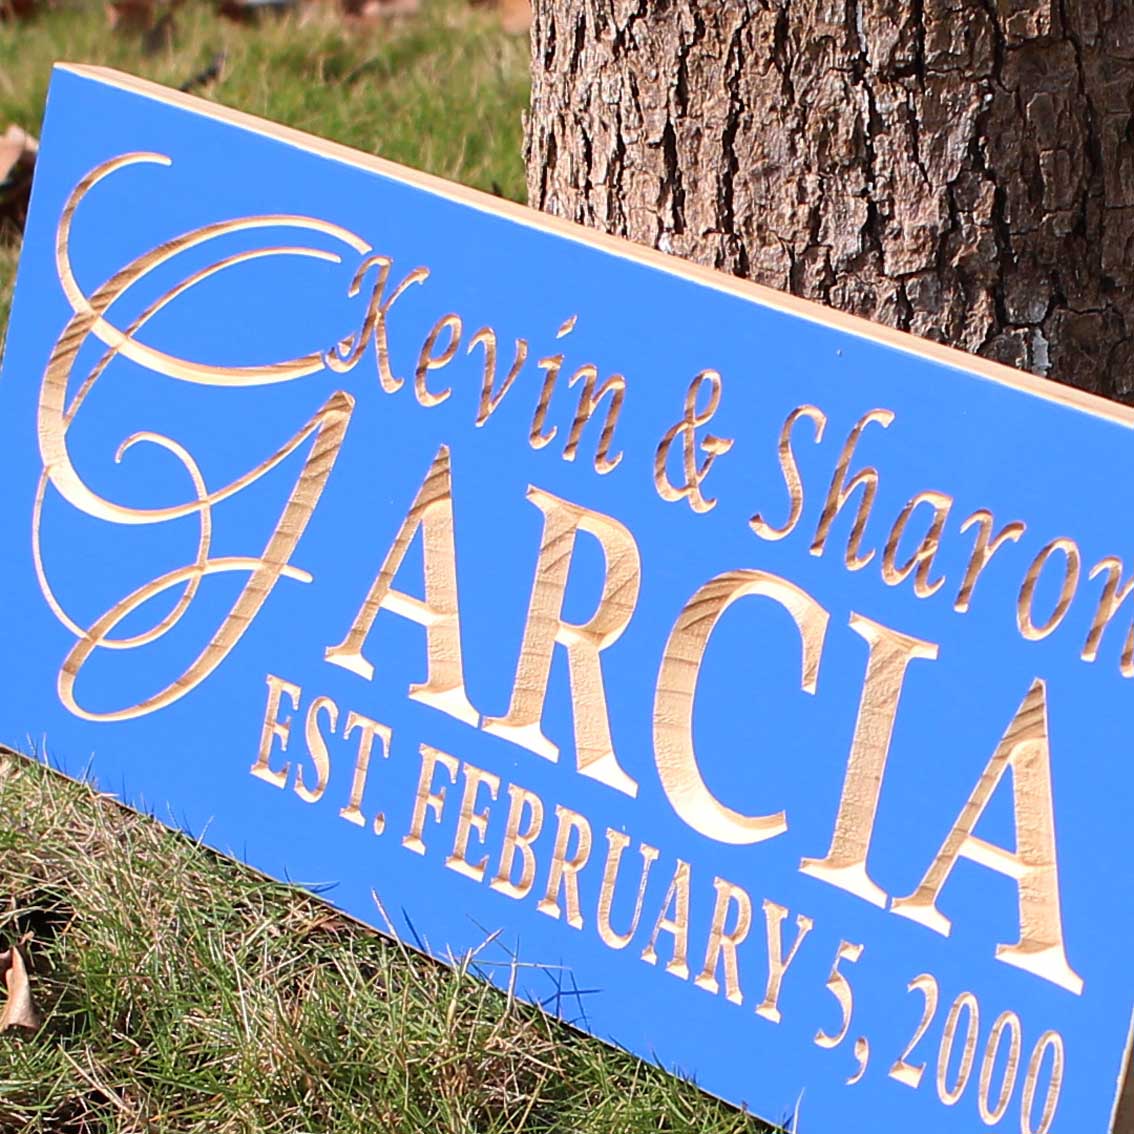 Kevin & Sharon
GARCIA
EST. FEBRUARY 5, 2000